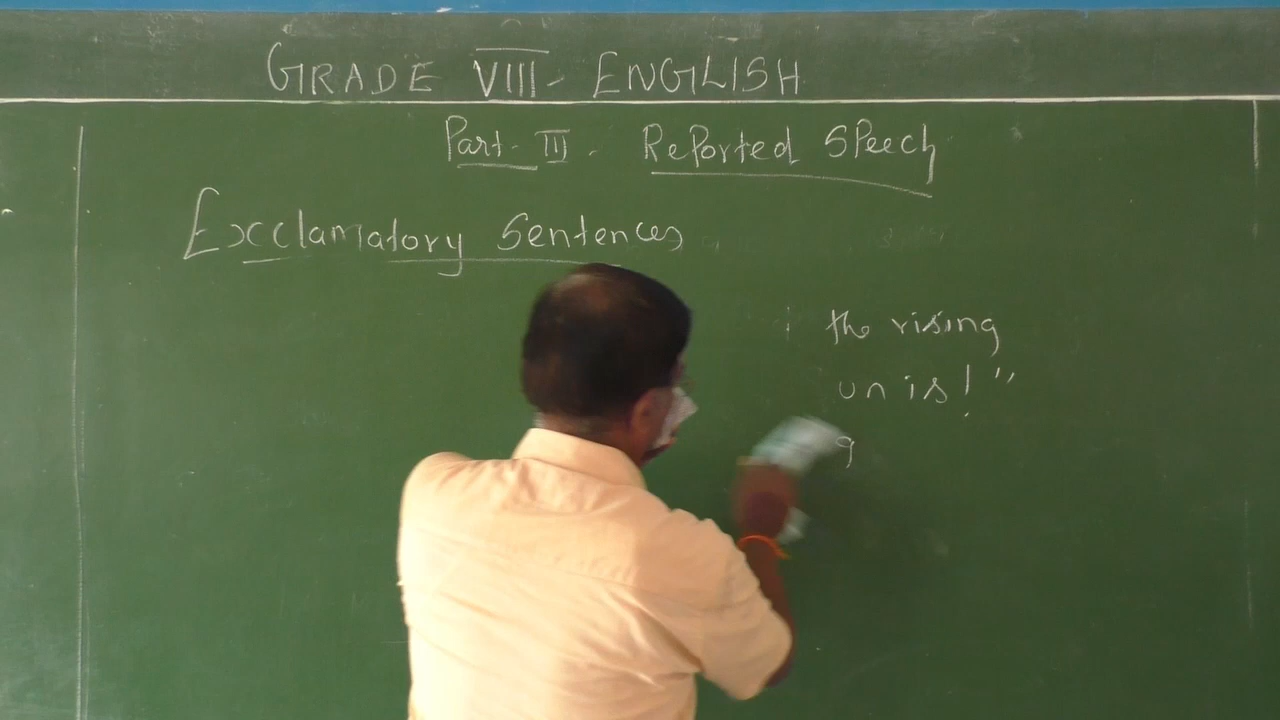 GRADE VIII - ENGLISH
Part - III - Reported Speech
Exclamatory Sentences
the rising
un is! "
g